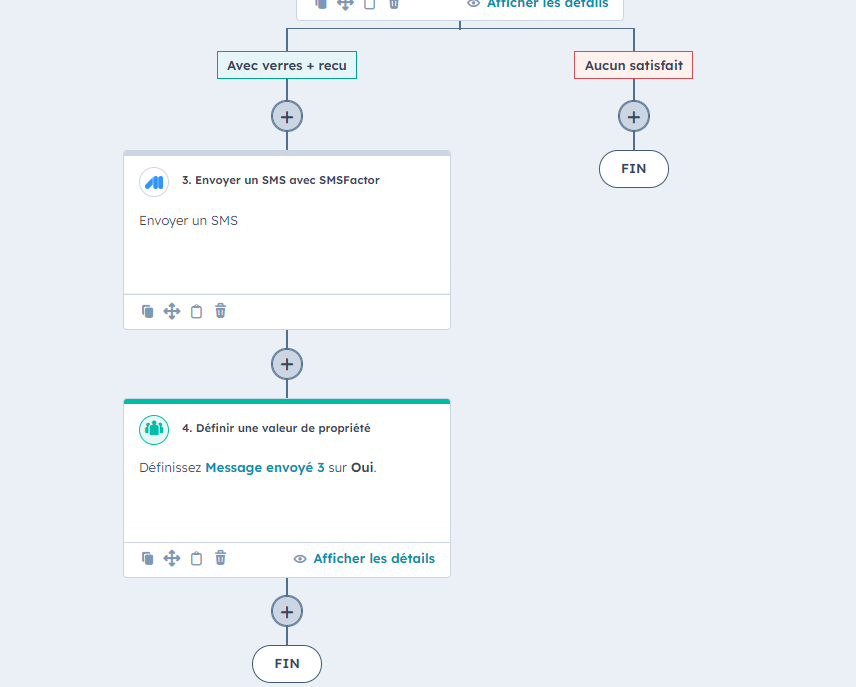 Afficher les détails
Avec verres + recu
Aucun satisfait
FIN
3. Envoyer un SMS avec SMSFactor
Envoyer un SMS
4. Définir une valeur de propriété
Définissez Message envoyé 3 sur Oui.
Afficher les détails
FIN